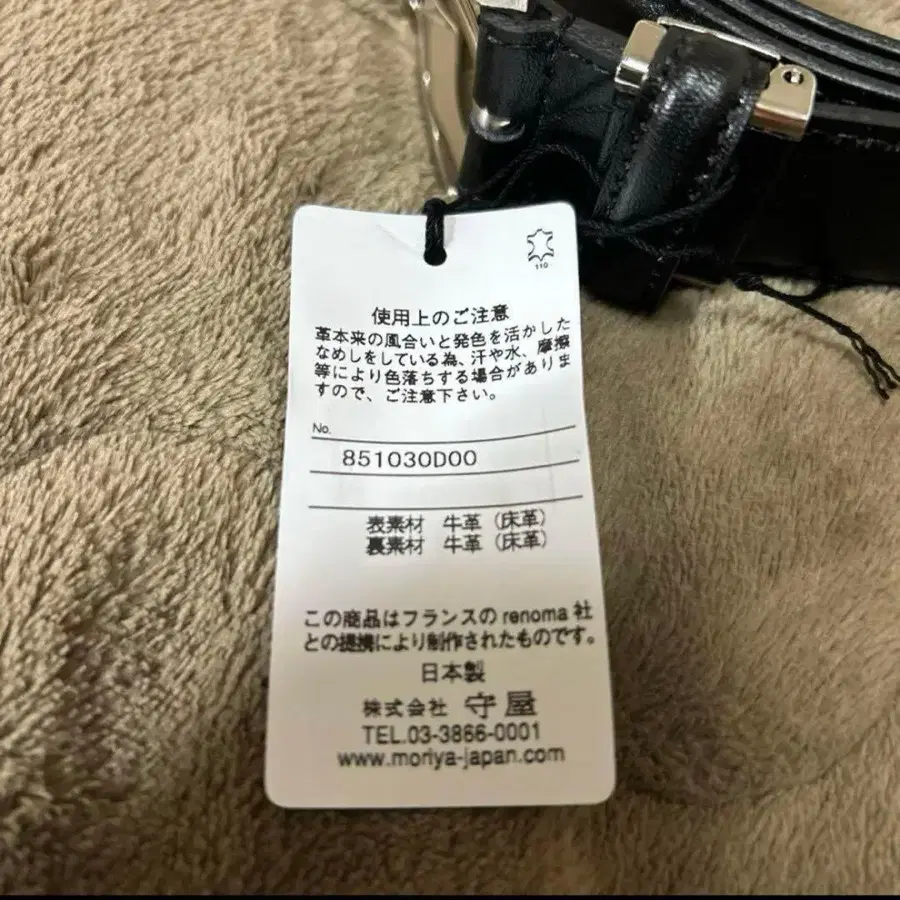 110
使用上のご注意
革本来の風合いと発色を活かした
なめしをしている為、汗や水、摩擦
等により色落ちする場合がありま
すので、ご注意下さい。
No.
851030D00
表素材 牛革（床革）
裏素材 牛革（床革）
この商品はフランスの renoma 社
との提携により制作されたものです。
日本製
株式会社 守屋
TEL.03-3866-0001
www.moriya-japan.com